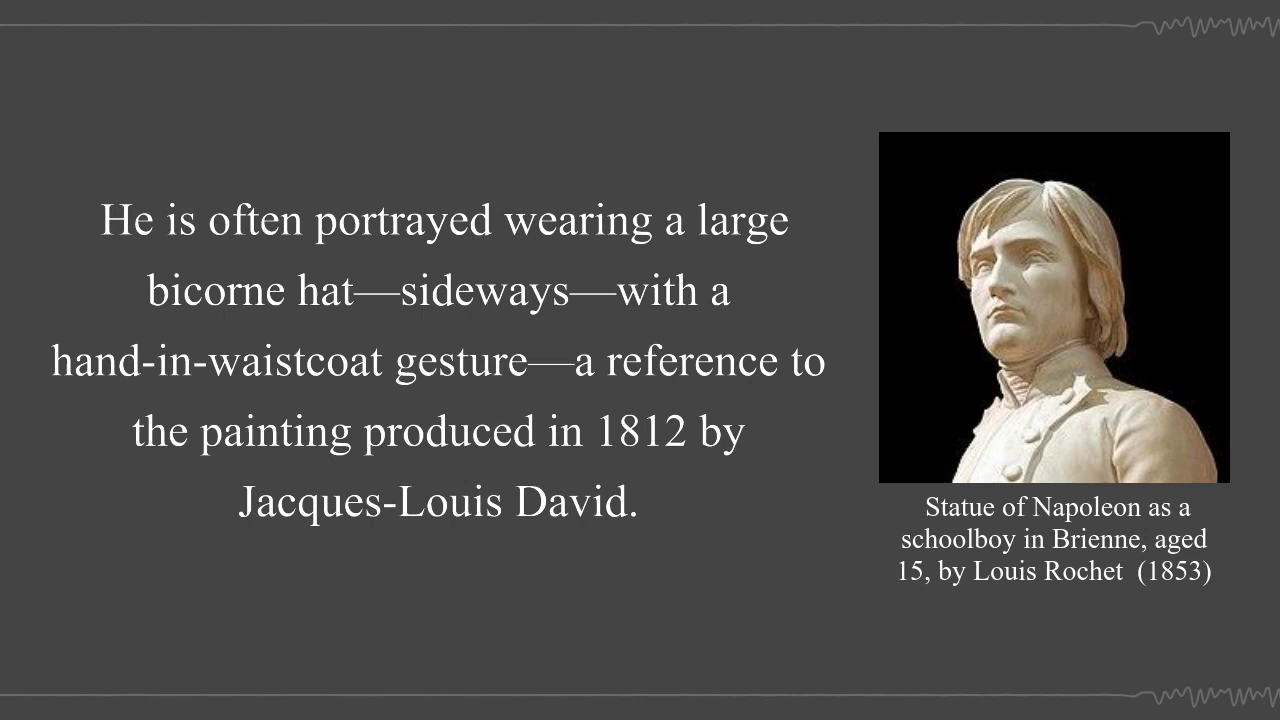 He is often portrayed wearing a large
bicorne hat—sideways—with a
hand-in-waistcoat gesture—a reference to
the painting produced in 1812 by
Jacques-Louis David.
Statue of Napoleon as a
schoolboy in Brienne, aged
15, by Louis Rochet  (1853)